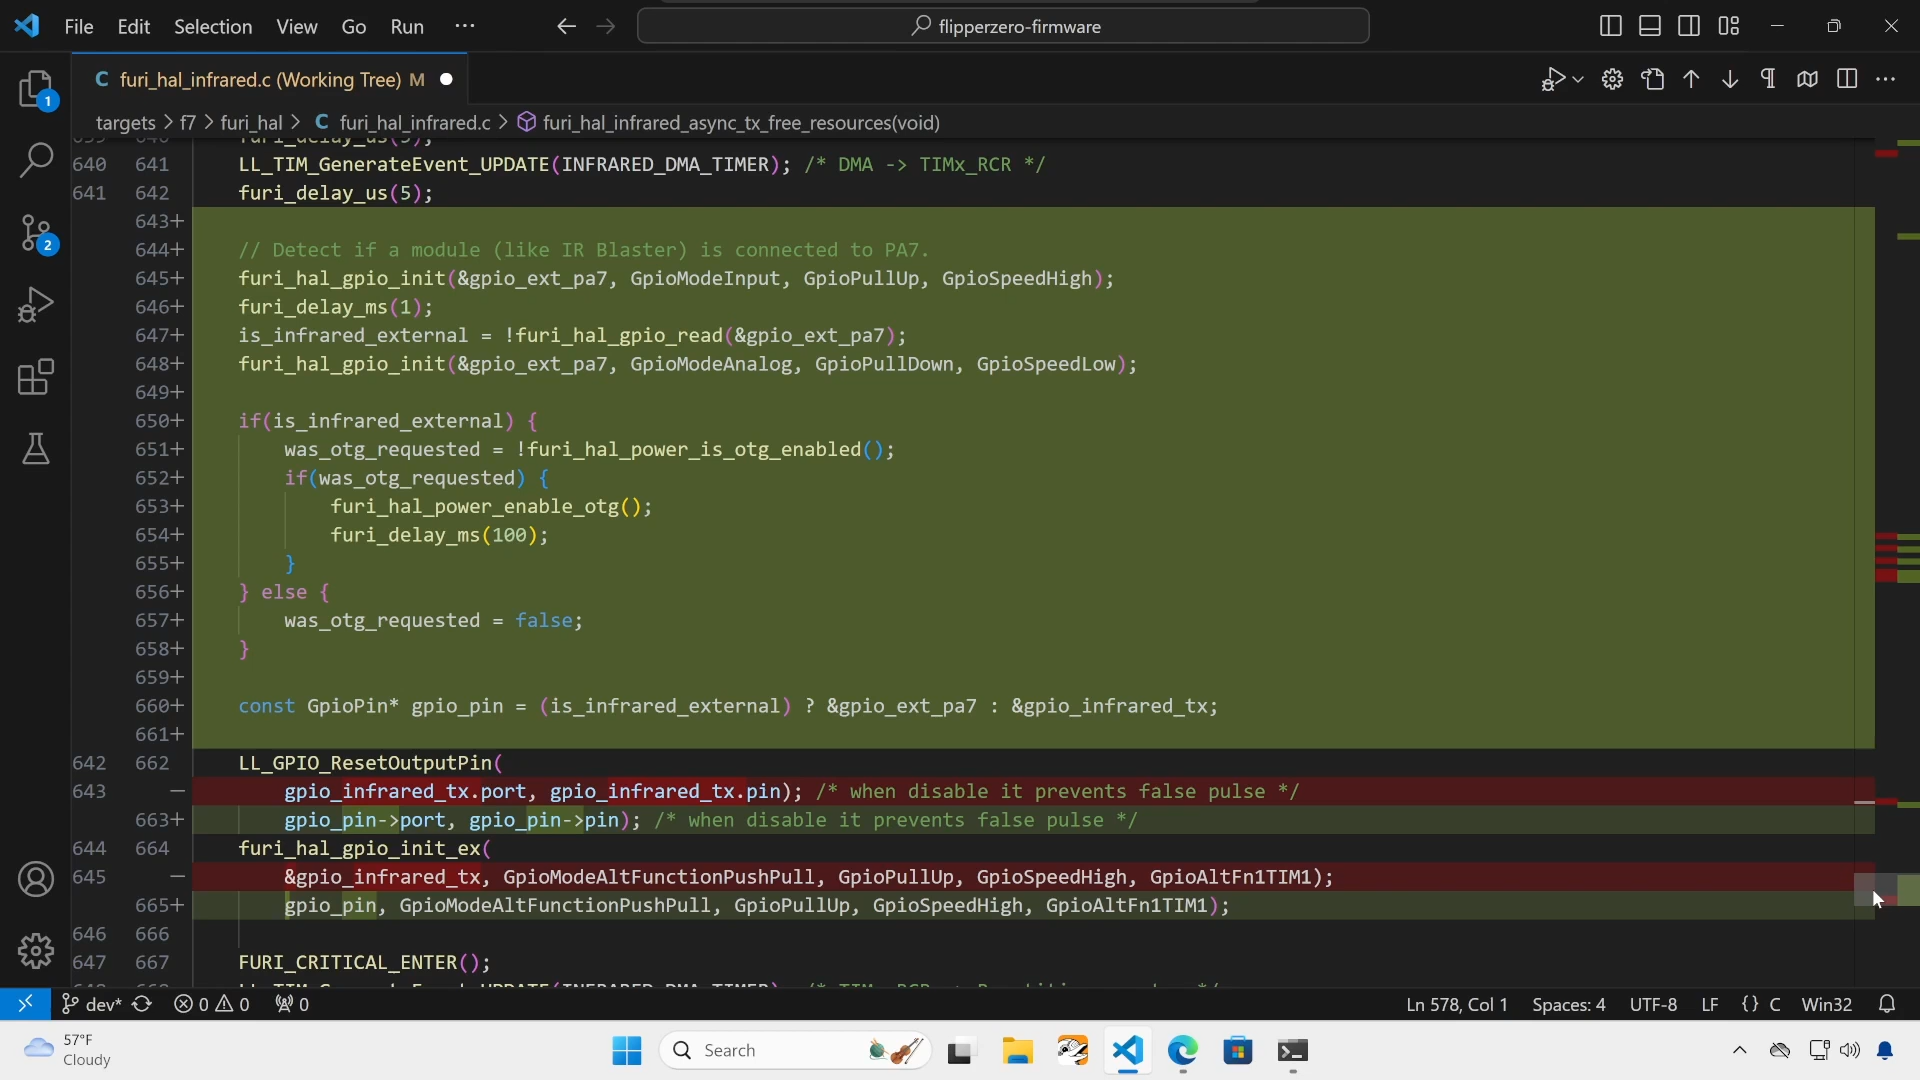 File Edit Selection View Go Run ···
flipperzero-firmware
C furi_hal_infrared.c (Working Tree) M
targets > f7 > furi_hal > C furi_hal_infrared.c > furi_hal_infrared_async_tx_free_resources(void)
640 641 LL_TIM_GenerateEvent_UPDATE(INFRARED_DMA_TIMER); /* DMA -> TIMx_RCR */
641 642 furi_delay_us(5);
643+
644+ // Detect if a module (like IR Blaster) is connected to PA7.
645+ furi_hal_gpio_init(&gpio_ext_pa7, GpioModeInput, GpioPullUp, GpioSpeedHigh);
646+ furi_delay_ms(1);
647+ is_infrared_external = !furi_hal_gpio_read(&gpio_ext_pa7);
648+ furi_hal_gpio_init(&gpio_ext_pa7, GpioModeAnalog, GpioPullDown, GpioSpeedLow);
649+
650+ if(is_infrared_external) {
651+ was_otg_requested = !furi_hal_power_is_otg_enabled();
652+ if(was_otg_requested) {
653+ furi_hal_power_enable_otg();
654+ furi_delay_ms(100);
655+ }
656+ } else {
657+ was_otg_requested = false;
658+ }
659+
660+ const GpioPin* gpio_pin = (is_infrared_external) ? &gpio_ext_pa7 : &gpio_infrared_tx;
661+
642 662 LL_GPIO_ResetOutputPin(
643 — gpio_infrared_tx.port, gpio_infrared_tx.pin); /* when disable it prevents false pulse */
663+ gpio_pin->port, gpio_pin->pin); /* when disable it prevents false pulse */
644 664 furi_hal_gpio_init_ex(
645 — &gpio_infrared_tx, GpioModeAltFunctionPushPull, GpioPullUp, GpioSpeedHigh, GpioAltFn1TIM1);
665+ gpio_pin, GpioModeAltFunctionPushPull, GpioPullUp, GpioSpeedHigh, GpioAltFn1TIM1);
646 666
647 667 FURI_CRITICAL_ENTER();
1
2
dev* 0 0 0 Ln 578, Col 1 Spaces: 4 UTF-8 LF {} C Win32
57°F
Cloudy
Search